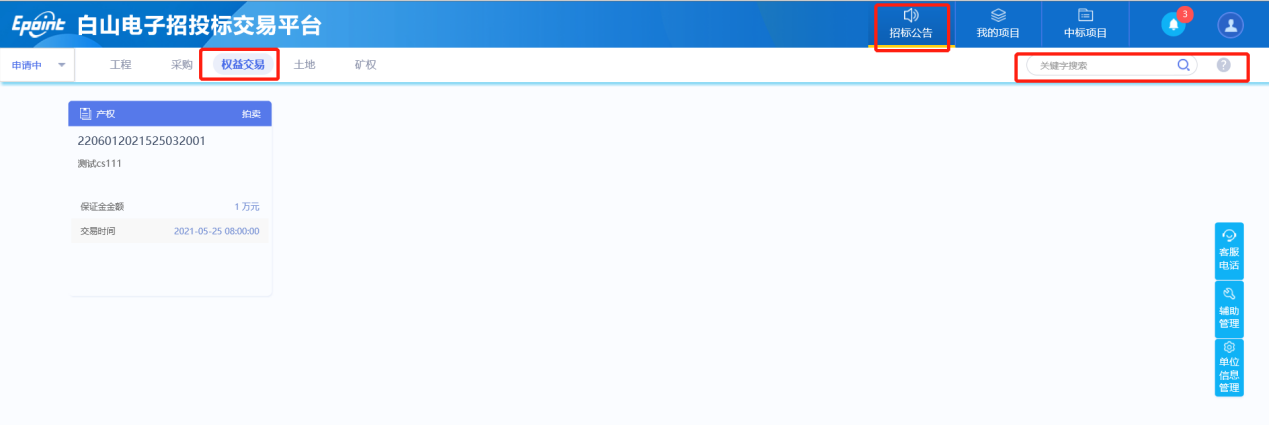 Epoint 白山电子招投标交易平台
招标公告
我的项目
中标项目
3
申请中
工程
采购
权益交易
土地
矿权
关键字搜索
?
产权
拍卖
2206012021525032001
测试cs111
保证金金额
1 万元
交易时间
2021-05-25 08:00:00
客服
电话
辅助
管理
单位
信息
管理